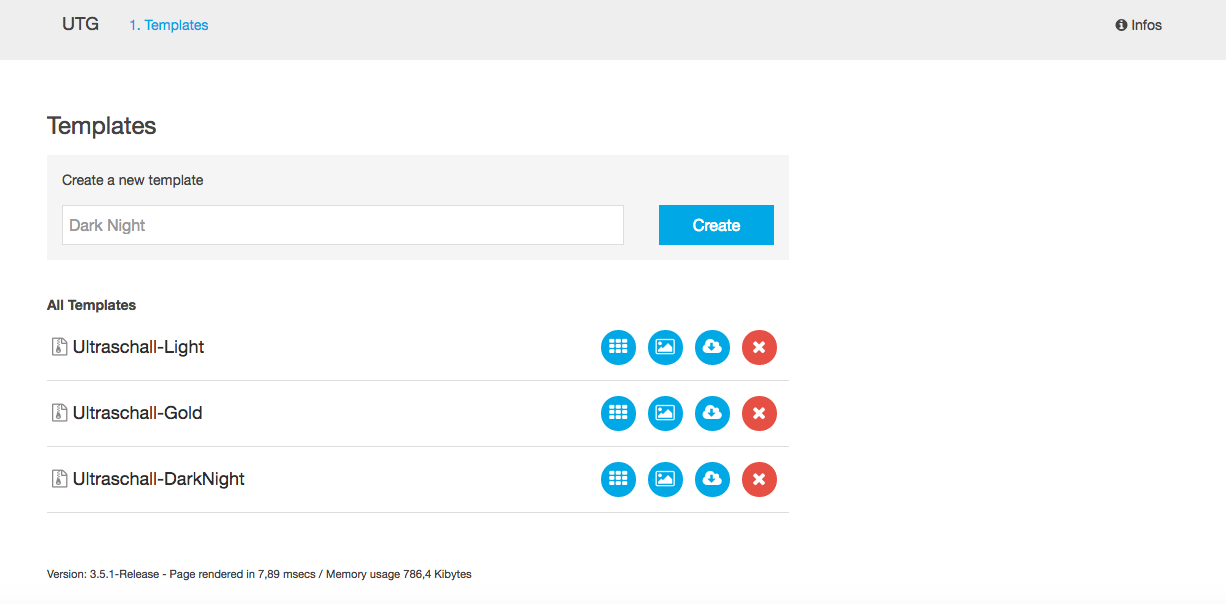 UTG 1. Templates Infos
Templates
Create a new template
Dark Night Create
All Templates
Ultraschall-Light
Ultraschall-Gold
Ultraschall-DarkNight
Version: 3.5.1-Release - Page rendered in 7,89 msecs / Memory usage 786,4 Kibytes